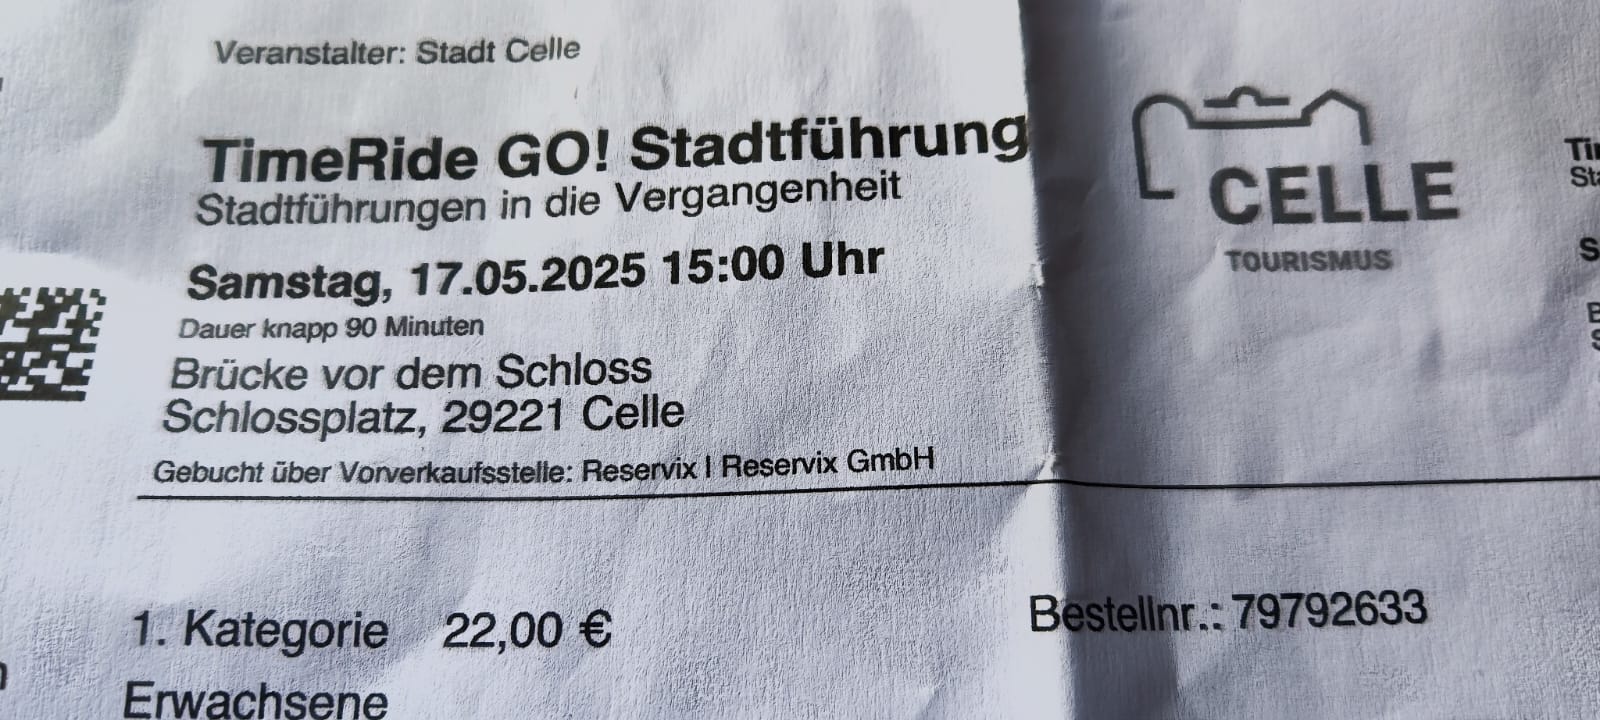 Veranstalter: Stadt Celle
TimeRide GO! Stadtführung
Stadtführungen in die Vergangenheit
Samstag, 17.05.2025 15:00 Uhr
Dauer knapp 90 Minuten
Brücke vor dem Schloss
Schlossplatz, 29221 Celle
Gebucht über Vorverkaufsstelle: Reservix | Reservix GmbH
CELLE
TOURISMUS
1. Kategorie 22,00 €
Erwachsene
Bestellnr.: 79792633